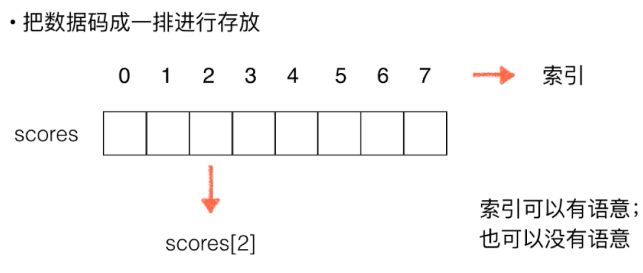 • 把数据码成一排进行存放
0 1 2 3 4 5 6 7 索引
scores
scores[2]
索引可以有语意；
也可以没有语意